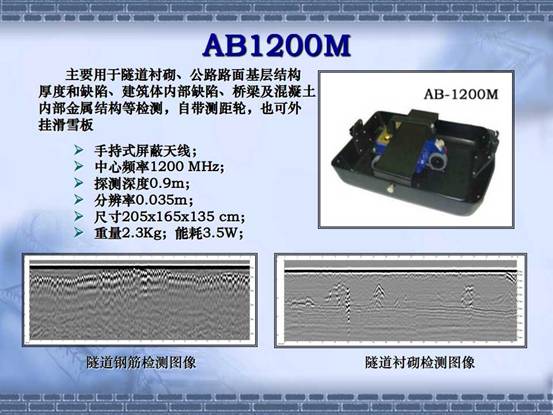 AB1200M
主要用于隧道衬砌、公路路面基层结构
厚度和缺陷、建筑体内部缺陷、桥梁及混凝土
内部金属结构等检测，自带测距轮，也可外
挂滑雪板
手持式屏蔽天线；
中心频率1200 MHz；
探测深度0.9m；
分辨率0.035m；
尺寸205x165x135 cm；
重量2.3Kg；能耗3.5W；
AB-1200M
隧道钢筋检测图像
隧道衬砌检测图像